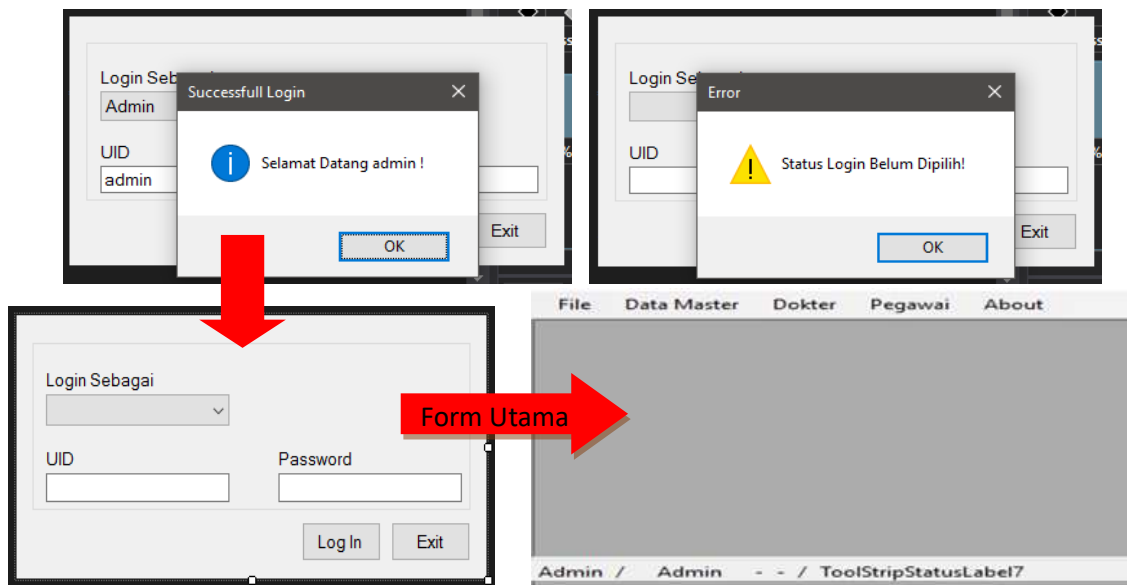 Login Seb
Successfull Login
Admin
UID
Selamat Datang admin !
admin
OK
Exit
Login Se
Error
UID
Status Login Belum Dipilih!
OK
Exit
Login Sebagai
UID
Password
Log In
Exit
Form Utama
File Data Master Dokter Pegawai About
Admin / Admin - - / ToolStripStatusLabel7